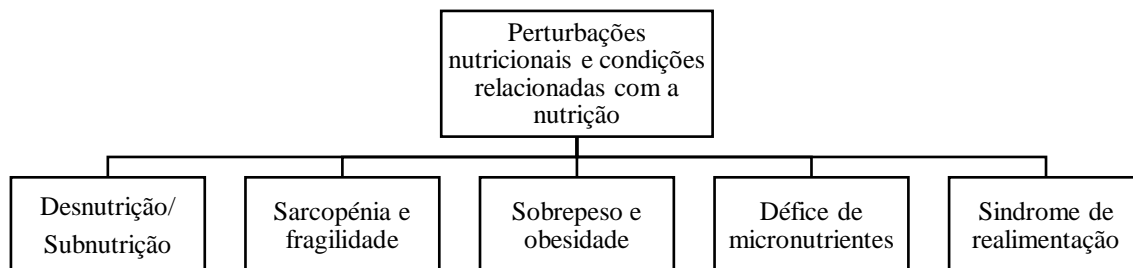 Perturbações
nutricionais e condições
relacionadas com a
nutrição
Desnutrição/
Subnutrição
Sarcopénia e
fragilidade
Sobrepeso e
obesidade
Défice de
micronutrientes
Sindrome de
realimentação